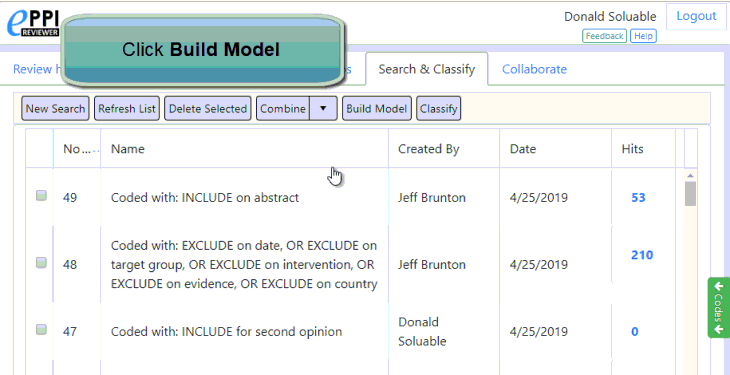 ePPI
REVIEWER
Donald Soluable
Logout
Feedback
Help
Click Build Model
Review h
s
Search & Classify
Collaborate
New Search
Refresh List
Delete Selected
Combine
Build Model
Classify
No...
Name
Created By
Date
Hits
49
Coded with: INCLUDE on abstract
Jeff Brunton
4/25/2019
53
48
Coded with: EXCLUDE on date, OR EXCLUDE on
target group, OR EXCLUDE on intervention, OR
EXCLUDE on evidence, OR EXCLUDE on country
Jeff Brunton
4/25/2019
210
47
Coded with: INCLUDE for second opinion
Donald
Soluable
4/25/2019
0
Codes